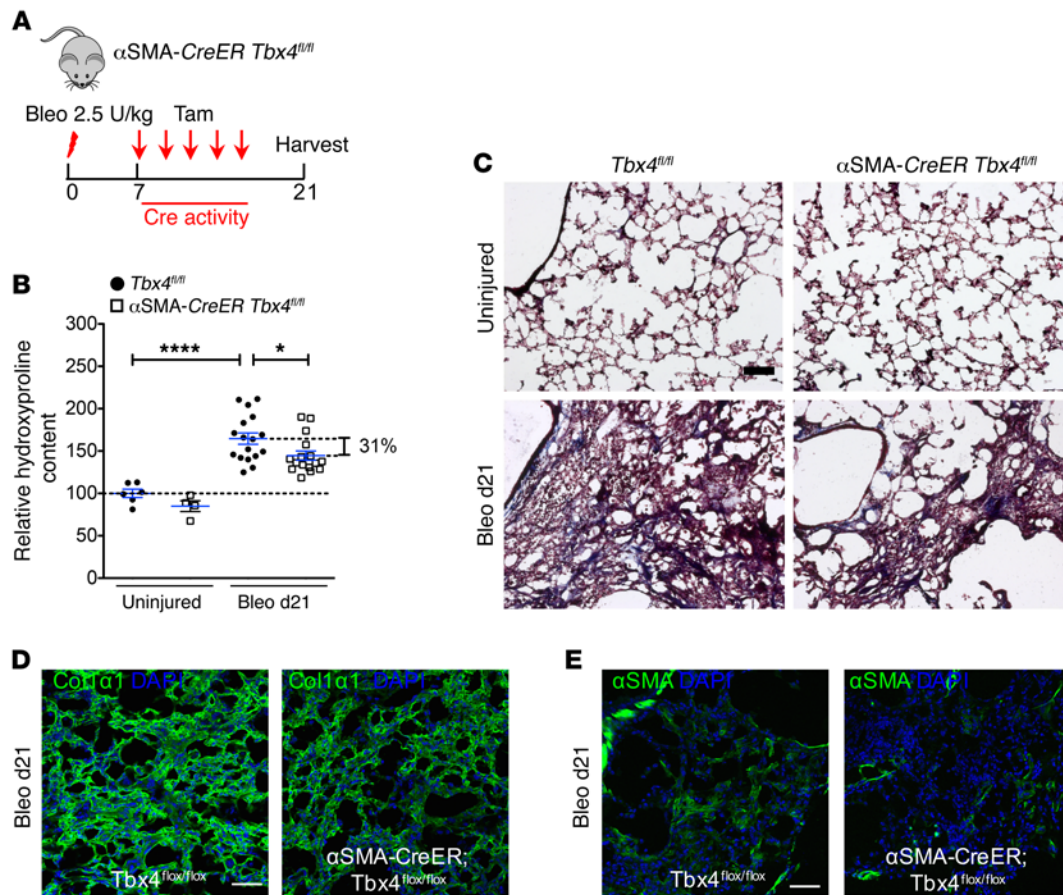 A
αSMA-CreER Tbx4fl/fl
Bleo 2.5 U/kg Tam
Harvest
0 7 21
Cre activity
B
Tbx4fl/fl
αSMA-CreER Tbx4fl/fl
300
250
200
150
100
50
0
Relative hydroxyproline
content
****
*
31%
Uninjured Bleo d21
C
Tbx4fl/fl αSMA-CreER Tbx4fl/fl
Uninjured
Bleo d21
D
Bleo d21
Col1α1 DAPI
Tbx4flox/flox
Col1α1 DAPI
αSMA-CreER;
Tbx4flox/flox
E
Bleo d21
αSMA DAPI
Tbx4flox/flox
αSMA DAPI
αSMA-CreER;
Tbx4flox/flox